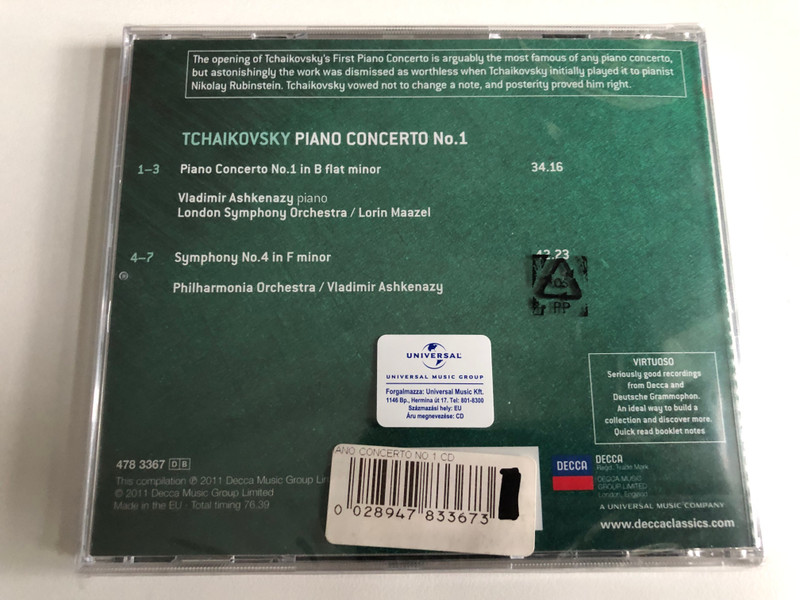 The opening of Tchaikovsky's First Piano Concerto is arguably the most famous of any piano concerto,
but astonishingly the work was dismissed as worthless when Tchaikovsky initially played it to pianist
Nikolay Rubinstein. Tchaikovsky vowed not to change a note, and posterity proved him right.
TCHAIKOVSKY PIANO CONCERTO No.1
1–3 Piano Concerto No.1 in B flat minor 34.16
Vladimir Ashkenazy piano
London Symphony Orchestra / Lorin Maazel
4–7 Symphony No.4 in F minor
Philharmonia Orchestra / Vladimir Ashkenazy
UNIVERSAL
UNIVERSAL MUSIC GROUP
Forgalmazza: Universal Music Kft.
1146 Bp., Hermina út 17. Tel: 801-8300
Származási hely: EU
Áru megnevezése: CD
VIRTUOSO
Seriously good recordings
from Decca and
Deutsche Grammophon.
An ideal way to build a
collection and discover more.
Quick read booklet notes
478 3367 D B
This compilation ℗ 2011 Decca Music Group
© 2011 Decca Music Group Limited
Made in the EU · Total timing 76.39
ANO CONCERTO NO 1 CD
0 028947 833673
DECCA
DECCA
Regd. Trade Mark
DECCA MUSIC
GROUP LIMITED
London, England
A UNIVERSAL MUSIC COMPANY
www.deccaclassics.com